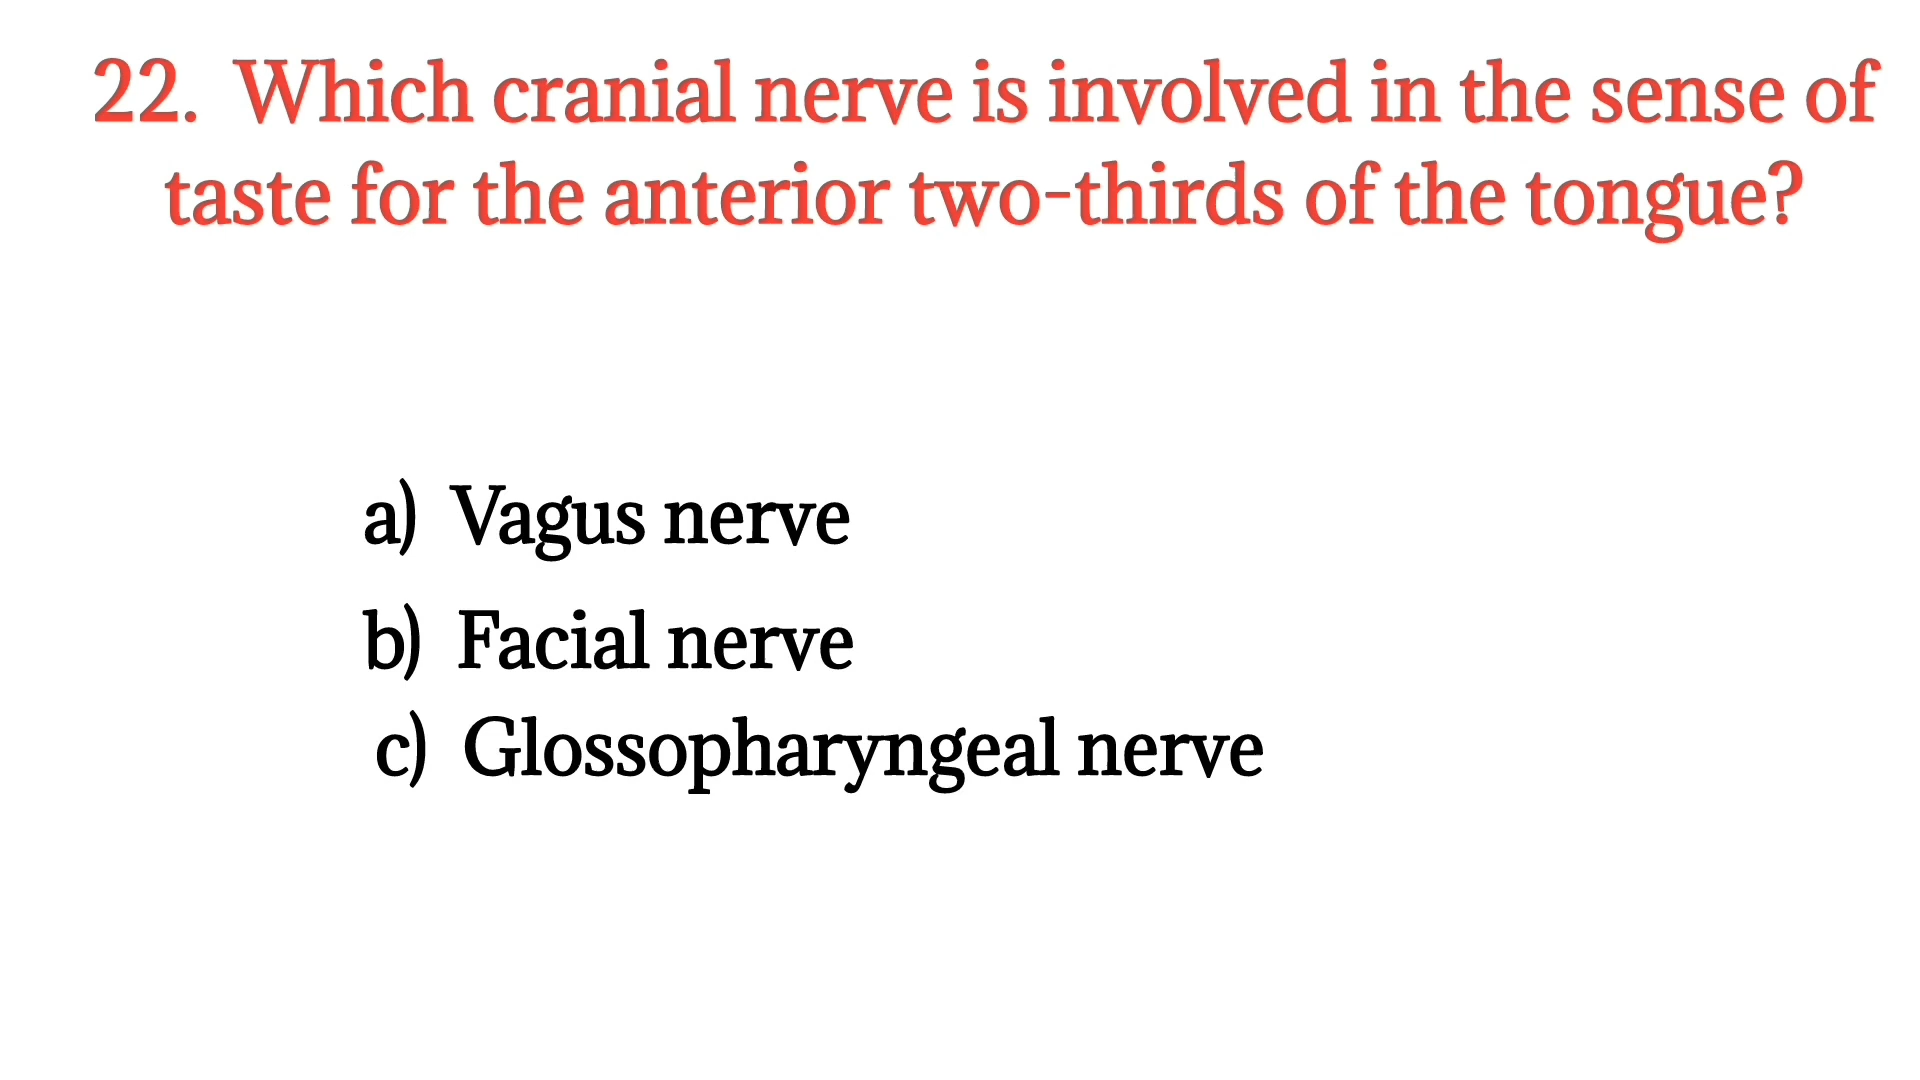 22. Which cranial nerve is involved in the sense of
taste for the anterior two-thirds of the tongue?
a) Vagus nerve
b) Facial nerve
c) Glossopharyngeal nerve